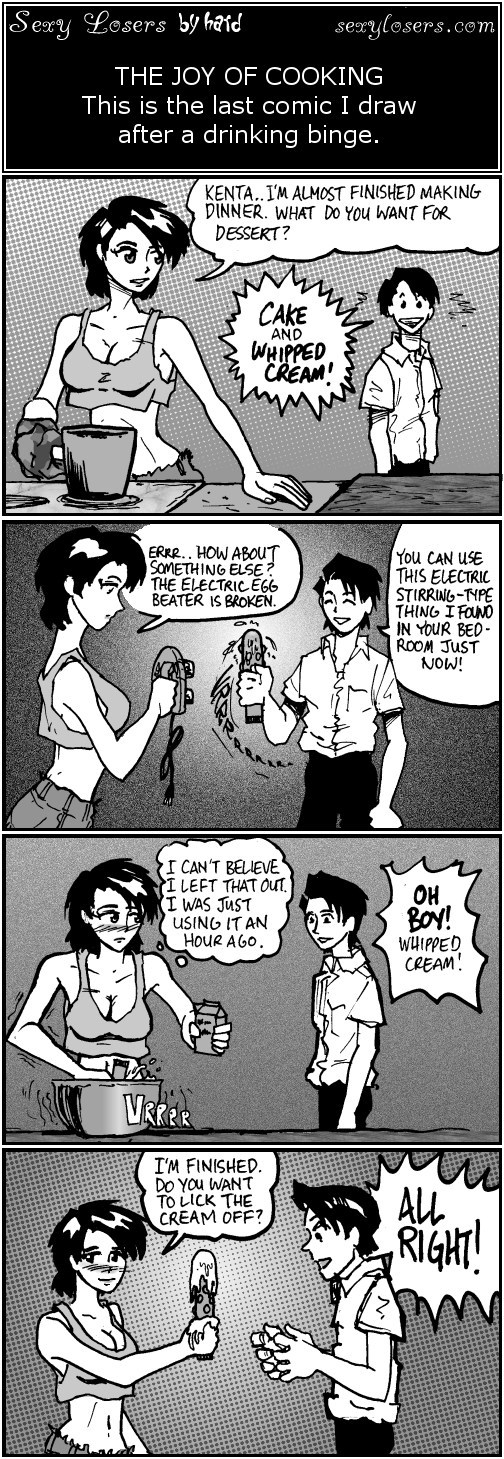 Sexy Losers by hard
sexylosers.com
THE JOY OF COOKING
This is the last comic I draw
after a drinking binge.
KENTA.. I'M ALMOST FINISHED MAKING
DINNER. WHAT DO YOU WANT FOR
DESSERT?
CAKE
AND
WHIPPED
CREAM!
ERRR.. HOW ABOUT
SOMETHING ELSE?
THE ELECTRIC EGG
BEATER IS BROKEN.
YOU CAN USE
THIS ELECTRIC
STIRRING-TYPE
THING I FOUND
IN YOUR BED-
ROOM JUST
NOW!
I CAN'T BELIEVE
I LEFT THAT OUT.
I WAS JUST
USING IT AN
HOUR AGO.
OH
BOY!
WHIPPED
CREAM!
VRRRR
I'M FINISHED.
DO YOU WANT
TO LICK THE
CREAM OFF?
ALL
RIGHT!